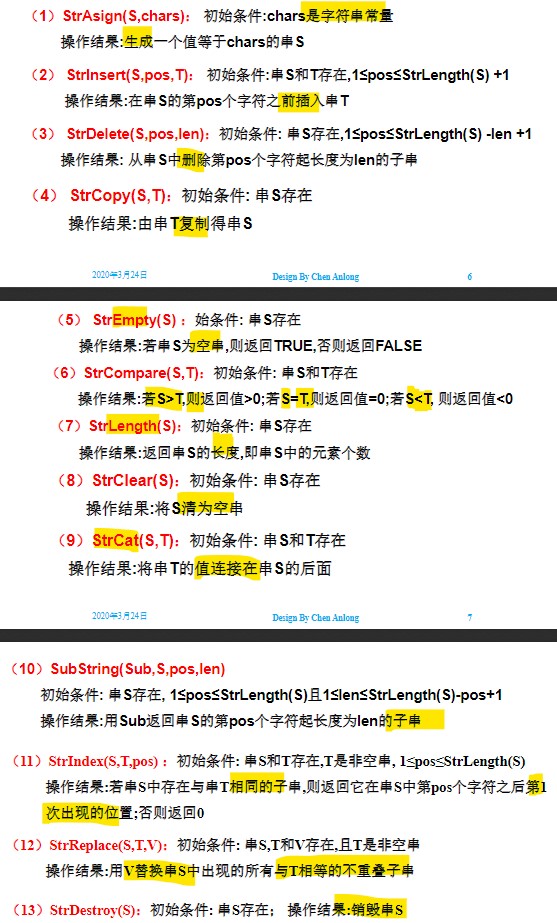 （1）StrAsign(S,chars)： 初始条件:chars是字符串常量
操作结果:生成一个值等于chars的串S
（2） StrInsert(S,pos,T)： 初始条件:串S和T存在,1≤pos≤StrLength(S) +1
操作结果:在串S的第pos个字符之前插入串T
（3） StrDelete(S,pos,len)：初始条件: 串S存在,1≤pos≤StrLength(S) -len +1
操作结果: 从串S中删除第pos个字符起长度为len的子串
（4） StrCopy(S,T)：初始条件: 串S存在
操作结果:由串T复制得串S
2020年3月24日 Design By Chen Anlong 6
（5） StrEmpty(S) ：始条件: 串S存在
操作结果:若串S为空串,则返回TRUE,否则返回FALSE
（6）StrCompare(S,T)：初始条件: 串S和T存在
操作结果:若S>T,则返回值>0;若S=T,则返回值=0;若S<T, 则返回值<0
（7）StrLength(S)：初始条件: 串S存在
操作结果:返回串S的长度,即串S中的元素个数
（8）StrClear(S)：初始条件: 串S存在
操作结果:将S清为空串
（9）StrCat(S,T)：初始条件: 串S和T存在
操作结果:将串T的值连接在串S的后面
2020年3月24日 Design By Chen Anlong 7
（10）SubString(Sub,S,pos,len)
初始条件: 串S存在, 1≤pos≤StrLength(S)且1≤len≤StrLength(S)-pos+1
操作结果:用Sub返回串S的第pos个字符起长度为len的子串
（11）StrIndex(S,T,pos) ：初始条件: 串S和T存在,T是非空串, 1≤pos≤StrLength(S)
操作结果:若串S中存在与串T相同的子串,则返回它在串S中第pos个字符之后第1
次出现的位置;否则返回0
（12）StrReplace(S,T,V)：初始条件: 串S,T和V存在,且T是非空串
操作结果:用V替换串S中出现的所有与T相等的不重叠子串
（13）StrDestroy(S)：初始条件: 串S存在； 操作结果:销毁串S